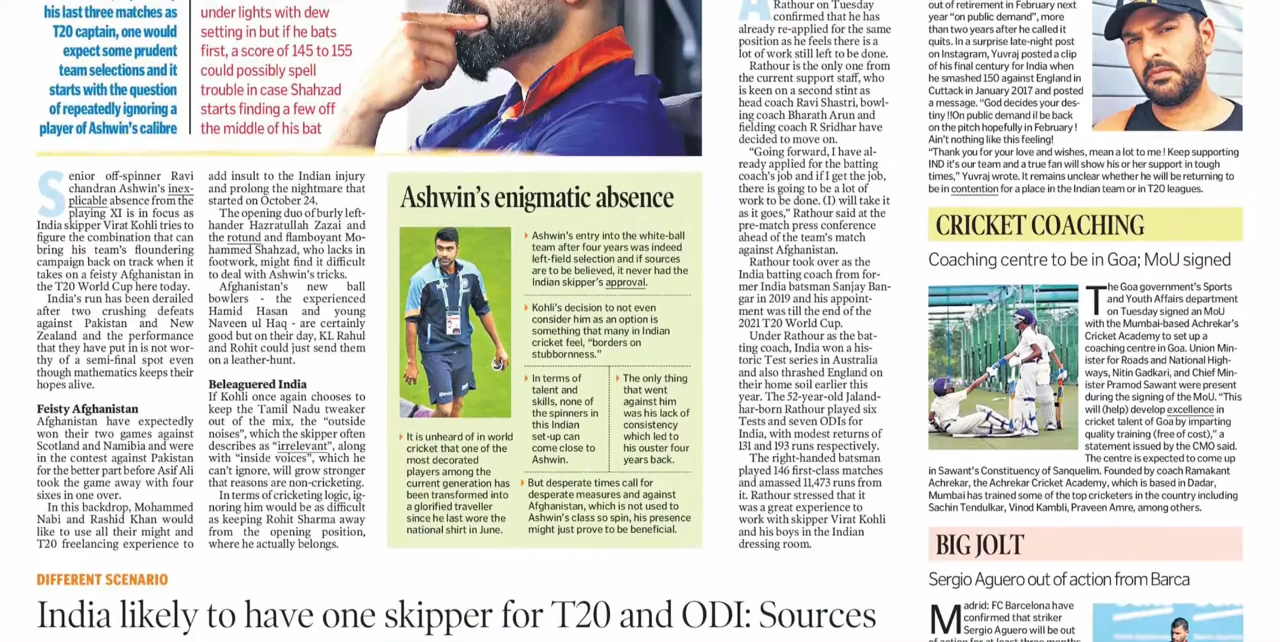 his last three matches as
T20 captain, one would
expect some prudent
team selections and it
starts with the question
of repeatedly ignoring a
player of Ashwin's calibre
under lights with dew
setting in but if he bats
first, a score of 145 to 155
could possibly spell
trouble in case Shahzad
starts finding a few off
the middle of his bat
Senior off-spinner Ravi
chandran Ashwin's inex-
plicable absence from the
playing XI is in focus as
India skipper Virat Kohli tries to
figure the combination that can
bring his team's floundering
campaign back on track when it
takes on a feisty Afghanistan in
the T20 World Cup here today.
India's run has been derailed
after two crushing defeats
against Pakistan and New
Zealand and the performance
that they have put in is not wor-
thy of a semi-final spot even
though mathematics keeps their
hopes alive.
Feisty Afghanistan
Afghanistan have expectedly
won their two games against
Scotland and Namibia and were
in the contest against Pakistan
for the better part before Asif Ali
took the game away with four
sixes in one over.
In this backdrop, Mohammed
Nabi and Rashid Khan would
like to use all their might and
T20 freelancing experience to
add insult to the Indian injury
and prolong the nightmare that
started on October 24.
The opening duo of burly left-
hander Hazratullah Zazai and
the rotund and flamboyant Mo-
hammed Shahzad, who lacks in
footwork, might find it difficult
to deal with Ashwin's tricks.
Afghanistan's new ball
bowlers - the experienced
Hamid Hasan and young
Naveen ul Haq - are certainly
good but on their day, KL Rahul
and Rohit could just send them
on a leather-hunt.
Beleaguered India
If Kohli once again chooses to
keep the Tamil Nadu tweaker
out of the mix, the "outside
noises", which the skipper often
describes as "irrelevant", along
with "inside voices", which he
can't ignore, will grow stronger
that reasons are non-cricketing.
In terms of cricketing logic, ig-
noring him would be as difficult
as keeping Rohit Sharma away
from the opening position,
where he actually belongs.
Ashwin's enigmatic absence
It is unheard of in world
cricket that one of the
most decorated
players among the
current generation has
been transformed into
a glorified traveller
since he last wore the
national shirt in June.
Ashwin's entry into the white-ball
team after four years was indeed
left-field selection and if sources
are to be believed, it never had the
Indian skipper's approval.
Kohli's decision to not even
consider him as an option is
something that many in Indian
cricket feel, "borders on
stubbornness."
In terms of
talent and
skills, none of
the spinners in
this Indian
set-up can
come close to
Ashwin.
The only thing
that went
against him
was his lack of
consistency
which led to
his ouster four
years back.
But desperate times call for
desperate measures and against
Afghanistan, which is not used to
Ashwin's class so spin, his presence
might just prove to be beneficial.
Rathour on Tuesday
confirmed that he has
already re-applied for the same
position as he feels there is a
lot of work still left to be done.
Rathour is the only one from
the current support staff, who
is keen on a second stint as
head coach Ravi Shastri, bowl-
ing coach Bharath Arun and
fielding coach R Sridhar have
decided to move on.
"Going forward, I have al-
ready applied for the batting
coach's job and if I get the job,
there is going to be a lot of
work to be done. (I) will take it
as it goes," Rathour said at the
pre-match press conference
ahead of the team's match
against Afghanistan.
Rathour took over as the
India batting coach from for-
mer India batsman Sanjay Ban-
gar in 2019 and his appoint-
ment was till the end of the
2021 T20 World Cup.
Under Rathour as the bat-
ting coach, India won a his-
toric Test series in Australia
and also thrashed England on
their home soil earlier this
year. The 52-year-old Jaland-
har-born Rathour played six
Tests and seven ODIs for
India, with modest returns of
131 and 193 runs respectively.
The right-handed batsman
played 146 first-class matches
and amassed 11,473 runs from
it. Rathour stressed that it
was a great experience to
work with skipper Virat Kohli
and his boys in the Indian
dressing room.
out of retirement in February next
year "on public demand", more
than two years after he called it
quits. In a surprise late-night post
on Instagram, Yuvraj posted a clip
of his final century for India when
he smashed 150 against England in
Cuttack in January 2017 and posted
a message. "God decides your des-
tiny !!On public demand il be back
on the pitch hopefully in February !
Ain't nothing like this feeling!
"Thank you for your love and wishes, mean a lot to me ! Keep supporting
IND it's our team and a true fan will show his or her support in tough
times," Yuvraj wrote. It remains unclear whether he will be returning to
be in contention for a place in the Indian team or in T20 leagues.
CRICKET COACHING
Coaching centre to be in Goa; MoU signed
The Goa government's Sports
and Youth Affairs department
on Tuesday signed an MoU
with the Mumbai-based Achrekar's
Cricket Academy to set up a
coaching centre in Goa. Union Min-
ister for Roads and National High-
ways, Nitin Gadkari, and Chief Min-
ister Pramod Sawant were present
during the signing of the MoU. "This
will (help) develop excellence in
cricket talent of Goa by imparting
quality training (free of cost)," a
statement issued by the CMO said.
The centre is expected to come up
in Sawant's Constituency of Sanquelim. Founded by coach Ramakant
Achrekar, the Achrekar Cricket Academy, which is based in Dadar,
Mumbai has trained some of the top cricketers in the country including
Sachin Tendulkar, Vinod Kambli, Praveen Amre, among others.
BIG JOLT
Sergio Aguero out of action from Barca
Madrid: FC Barcelona have
confirmed that striker
Sergio Aguero will be out
of action for at least three months
DIFFERENT SCENARIO
India likely to have one skipper for T20 and ODI: Sources